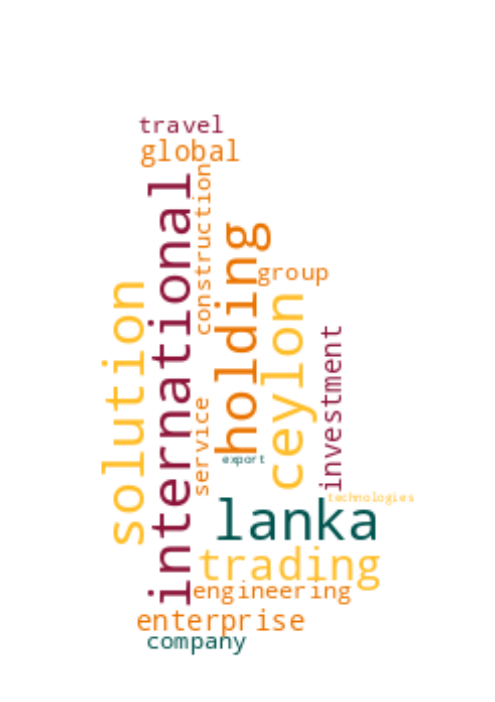 travel
global
construction
international
holding
group
solution
ceylon
investment
service
export
technologies
lanka
trading
engineering
enterprise
company